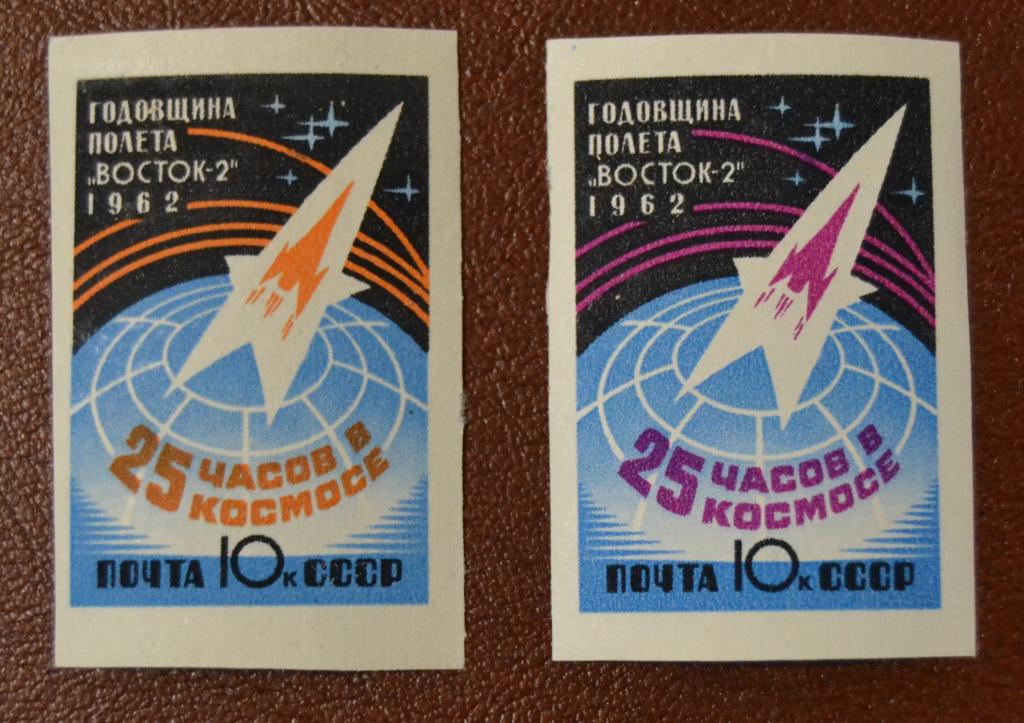 ГОДОВЩИНА
ПОЛЕТА
„ВОСТОК-2"
1962
25 ЧАСОВ В
КОСМОСЕ
ПОЧТА 10К СССР
ГОДОВЩИНА
ПОЛЕТА
„ВОСТОК-2"
1962
25 ЧАСОВ В
КОСМОСЕ
ПОЧТА 10К СССР